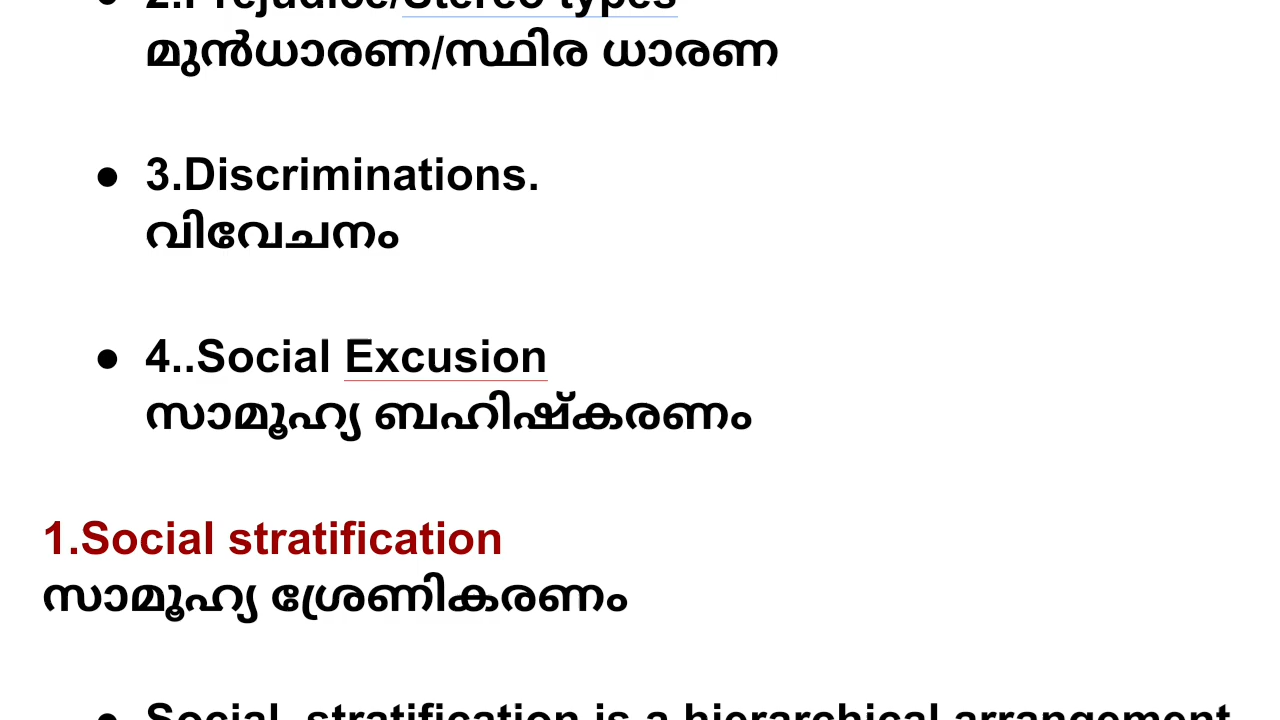 ● 2.Prejudice/Stereo types
മുൻധാരണ/സ്ഥിര ധാരണ
● 3.Discriminations.
വിവേചനം
● 4..Social Excusion
സാമൂഹ്യ ബഹിഷ്കരണം
1.Social stratification
സാമൂഹ്യ ശ്രേണികരണം
● Social stratification is a hierarchical arrangement